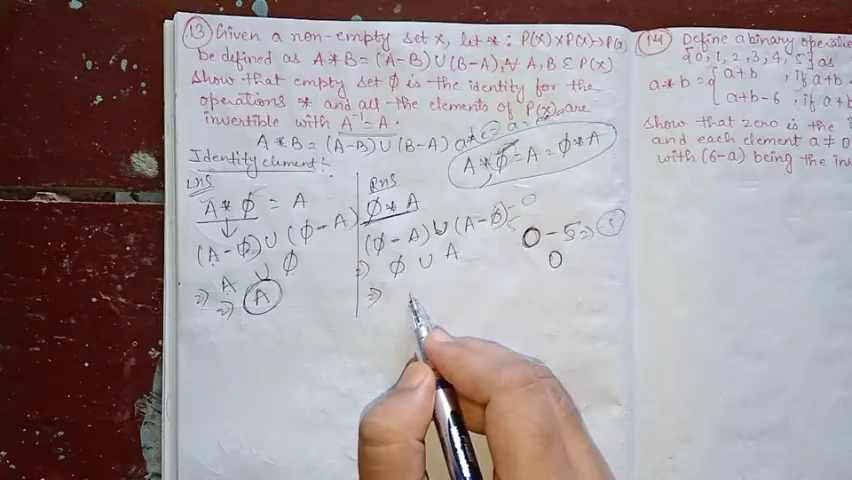 (13) Given a non-empty set x, let * : P(X) × P(X) → P(X)
be defined as A * B = (A-B) ∪ (B-A), ∀ A, B ε P(X)
Show that empty set ϕ is the identity for the
operations * and all the elements of P(X) are
invertible with A⁻¹ = A.
A * B = (A-B) ∪ (B-A)
A * ϕ = A = ϕ * A
Identity element :
LHS
A * ϕ = A
(A - ϕ) ∪ (ϕ - A)
⇒ A ∪ ϕ
⇒ A
RHS
ϕ * A
(ϕ - A) ∪ (A - ϕ)
⇒ ϕ ∪ A
⇒
0 - 5 ⇒
0
(14) Define a binary operatio
{0, 1, 2, 3, 4, 5} as
a * b = { a+b , if a+b
a+b-6 , if a+b
Show that zero is the i
and each element a ≠ 0
with (6-a) being the inv